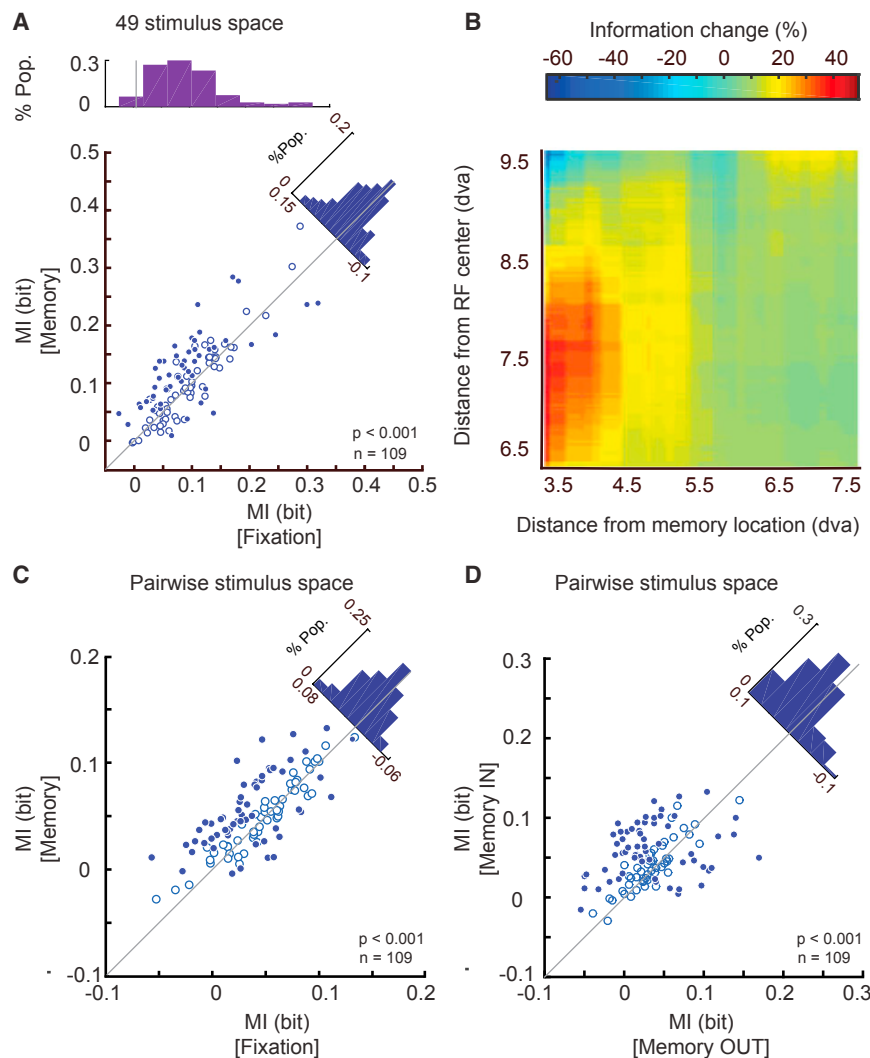 A
49 stimulus space
% Pop.
0.3
0
%Pop.
0.2
0
0.15
-0.1
MI (bit)
[Memory]
0.5
0.4
0.3
0.2
0.1
0
p < 0.001
n = 109
0 0.1 0.2 0.3 0.4 0.5
MI (bit)
[Fixation]
B
Information change (%)
-60 -40 -20 0 20 40
Distance from RF center (dva)
9.5
8.5
7.5
6.5
3.5 4.5 5.5 6.5 7.5
Distance from memory location (dva)
C
Pairwise stimulus space
% Pop.
0.25
0
0.08
-0.06
MI (bit)
[Memory]
0.2
0.1
0
-0.1
p < 0.001
n = 109
-0.1 0 0.1 0.2
MI (bit)
[Fixation]
D
Pairwise stimulus space
% Pop.
0.3
0
0.1
-0.1
MI (bit)
[Memory IN]
0.3
0.2
0.1
0
-0.1
p < 0.001
n = 109
-0.1 0 0.1 0.2 0.3
MI (bit)
[Memory OUT]